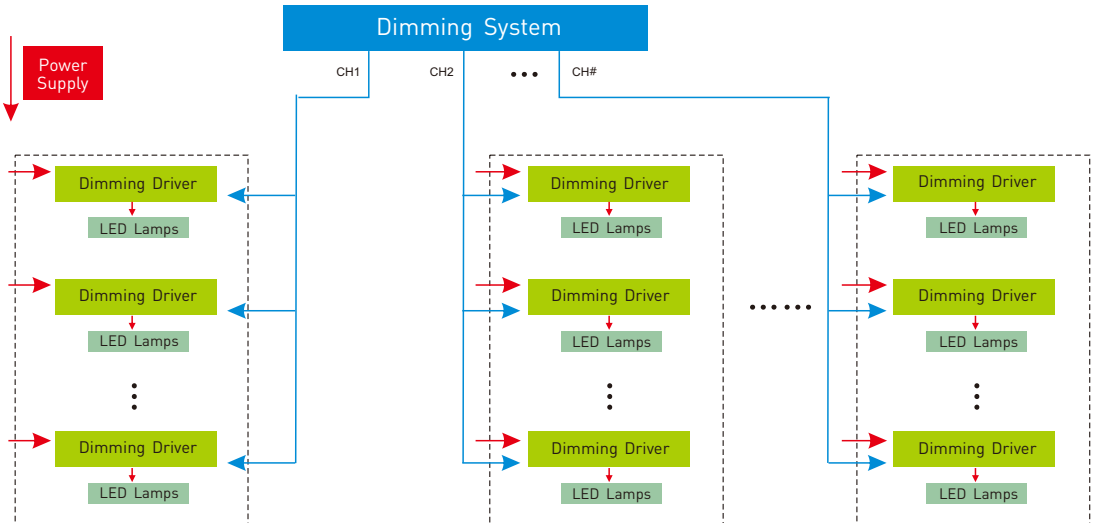 Dimming System
Power
Supply
CH1
CH2
CH#
Dimming Driver
LED Lamps
Dimming Driver
LED Lamps
Dimming Driver
LED Lamps
Dimming Driver
LED Lamps
Dimming Driver
LED Lamps
Dimming Driver
LED Lamps
Dimming Driver
LED Lamps
Dimming Driver
LED Lamps
Dimming Driver
LED Lamps